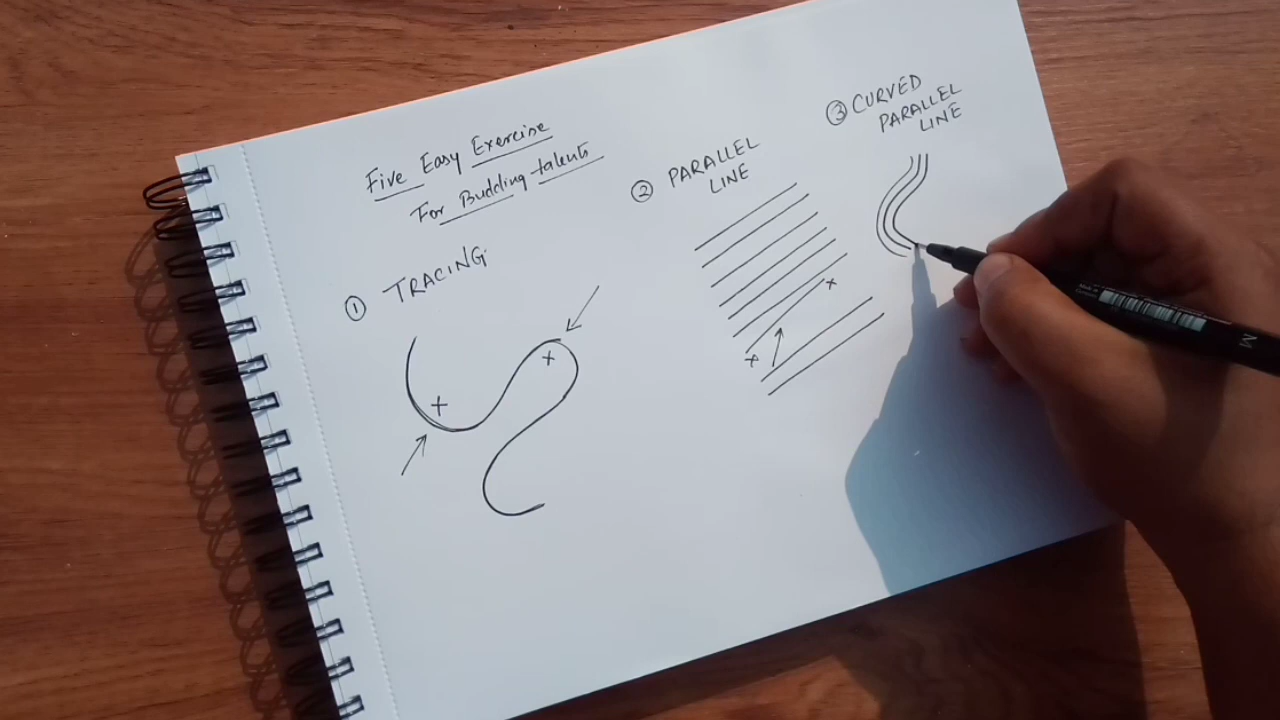 Five Easy Exercise
For Budding talents
① TRACING
② PARALLEL
LINE
③ CURVED
PARALLEL
LINE
M